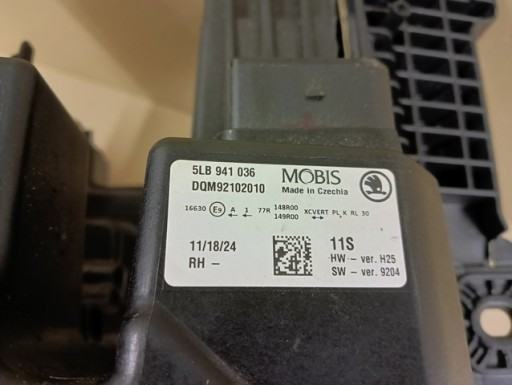 5LB 941 036 MOBIS
DQM92102010 Made in Czechia
16630 E9 A 1 77R 148R00 XCVERT PL, K RL 30
← ← 149R00 ↔
11/18/24 11S
RH - HW - ver. H25
SW - ver. 9204